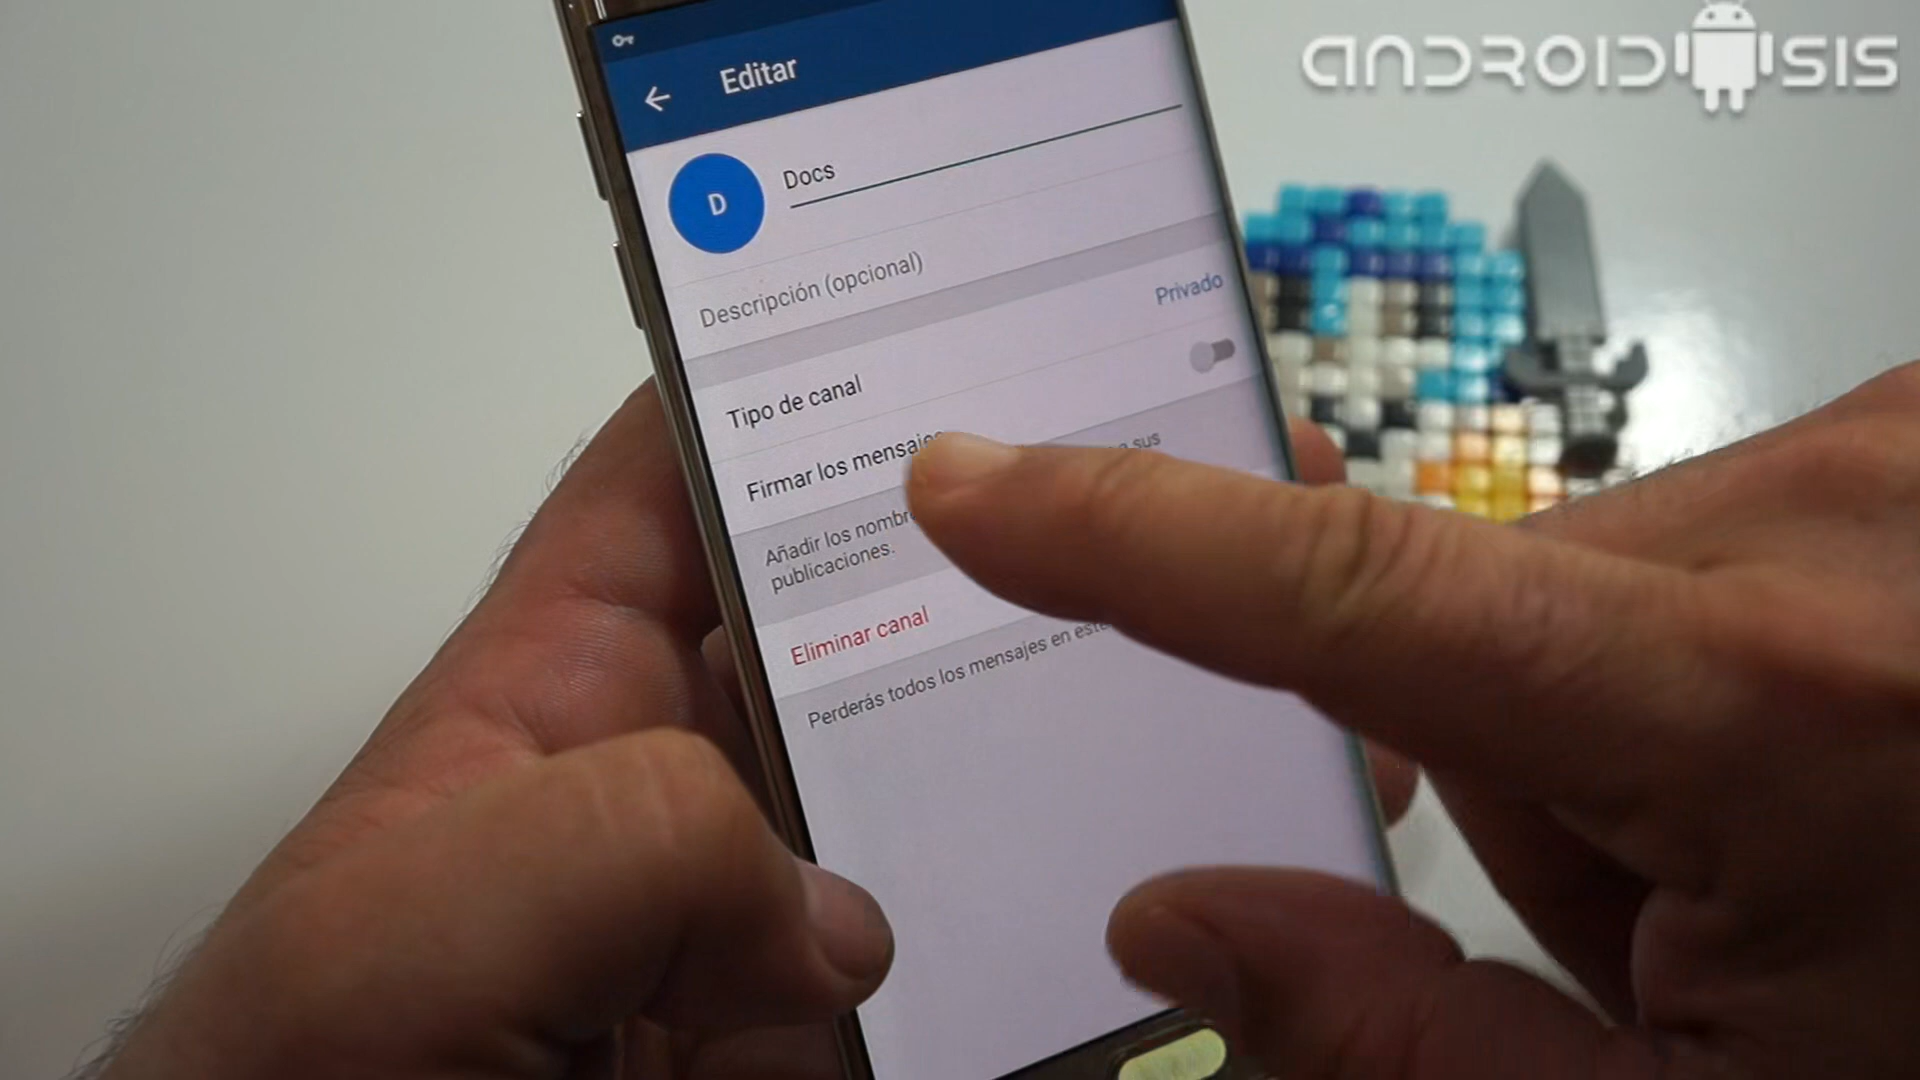 ANDROIDSIS
Editar
D
Docs
Descripción (opcional)
Tipo de canal Privado
Firmar los mensajes
Añadir los sus
publicaciones.
Eliminar canal
Perderás todos los mensajes en este